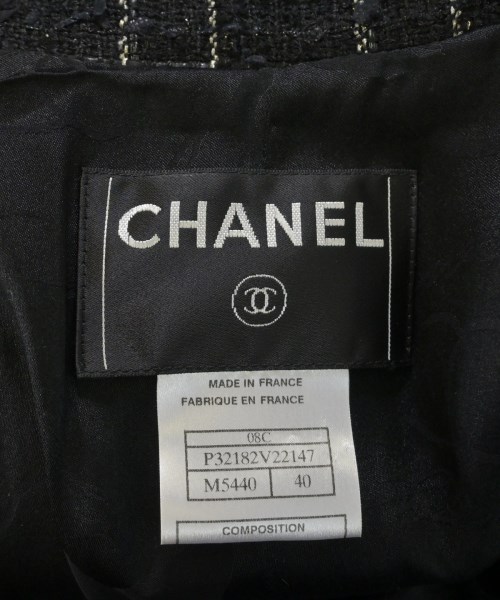 CHANEL
MADE IN FRANCE
FABRIQUE EN FRANCE
08C
P32182V22147
M5440 40
COMPOSITION